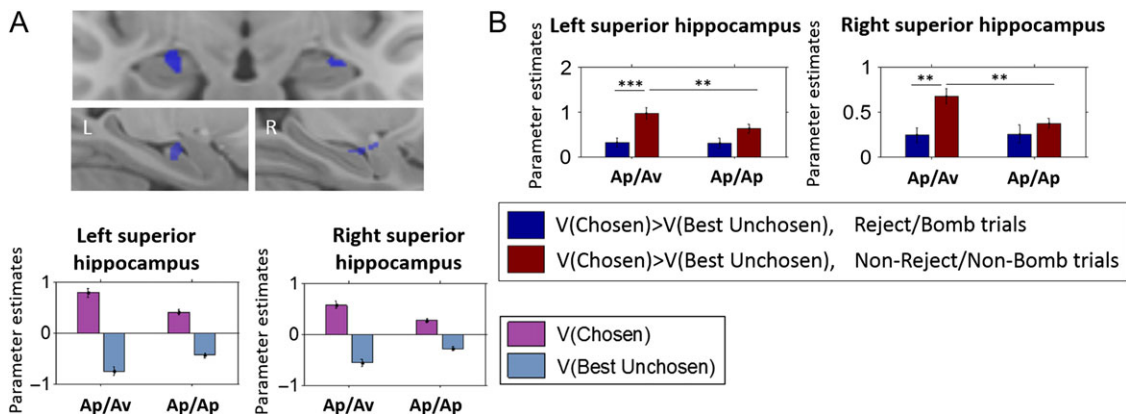 A
L
R
Left superior
hippocampus
Parameter estimates
1
0
−1
Ap/Av
Ap/Ap
Right superior
hippocampus
Parameter estimates
1
0
−1
Ap/Av
Ap/Ap
B
Left superior hippocampus
Parameter estimates
2
1
0
***
**
Ap/Av
Ap/Ap
Right superior hippocampus
Parameter estimates
1
0.5
0
**
**
Ap/Av
Ap/Ap
V(Chosen)>V(Best Unchosen), Reject/Bomb trials
V(Chosen)>V(Best Unchosen), Non-Reject/Non-Bomb trials
V(Chosen)
V(Best Unchosen)